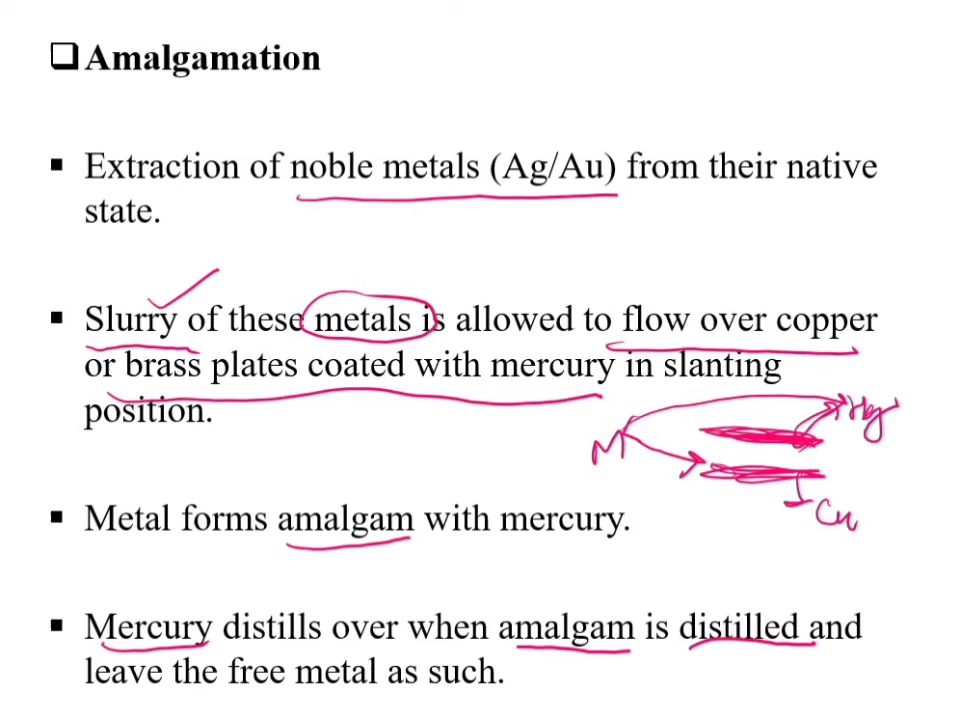 ❑ Amalgamation
▪ Extraction of noble metals (Ag/Au) from their native
state.
▪ Slurry of these metals is allowed to flow over copper
or brass plates coated with mercury in slanting
position.
Hg
M
Cu
▪ Metal forms amalgam with mercury.
▪ Mercury distills over when amalgam is distilled and
leave the free metal as such.